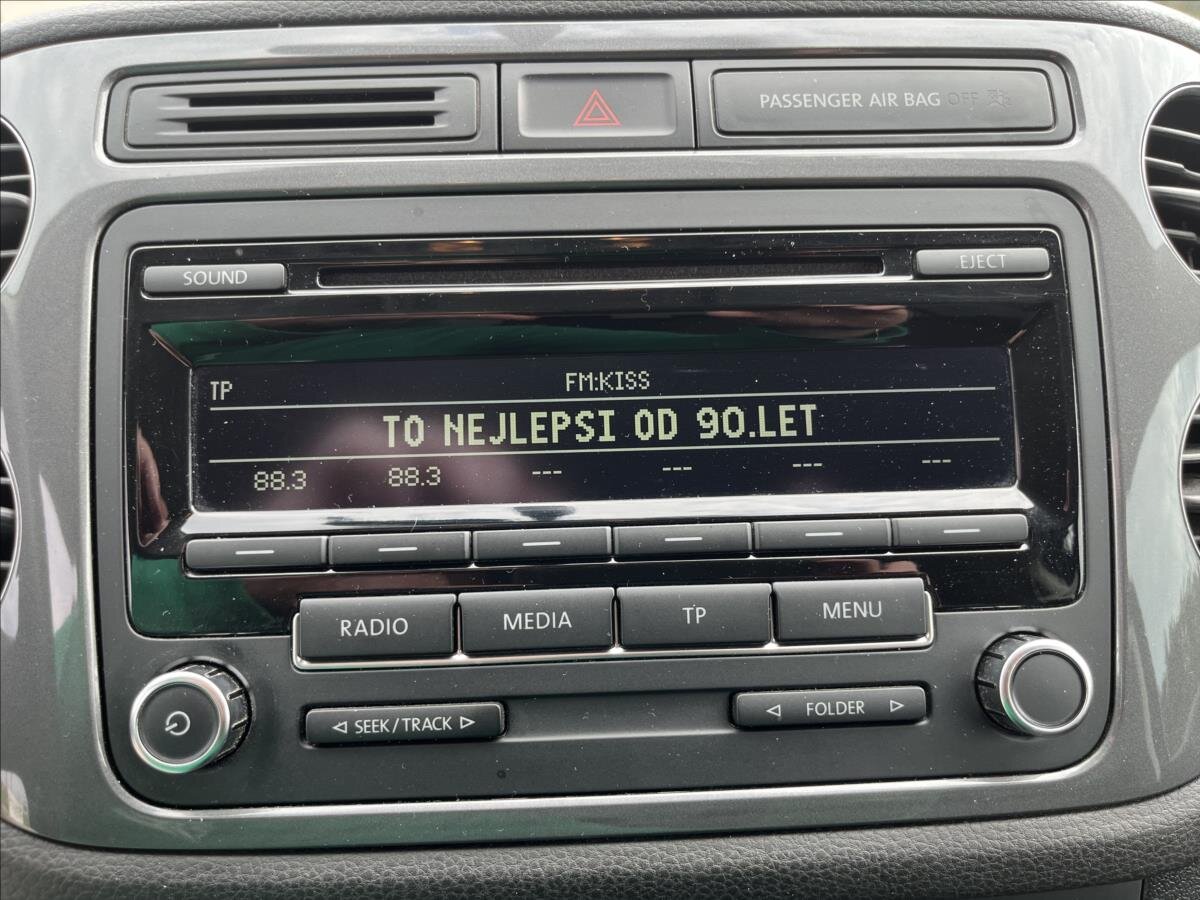 PASSENGER AIR BAG OFF
SOUND
EJECT
TP
FM:KISS
TO NEJLEPSI OD 90.LET
88.3 88.3 --- --- --- ---
RADIO MEDIA TP MENU
SEEK/TRACK
FOLDER